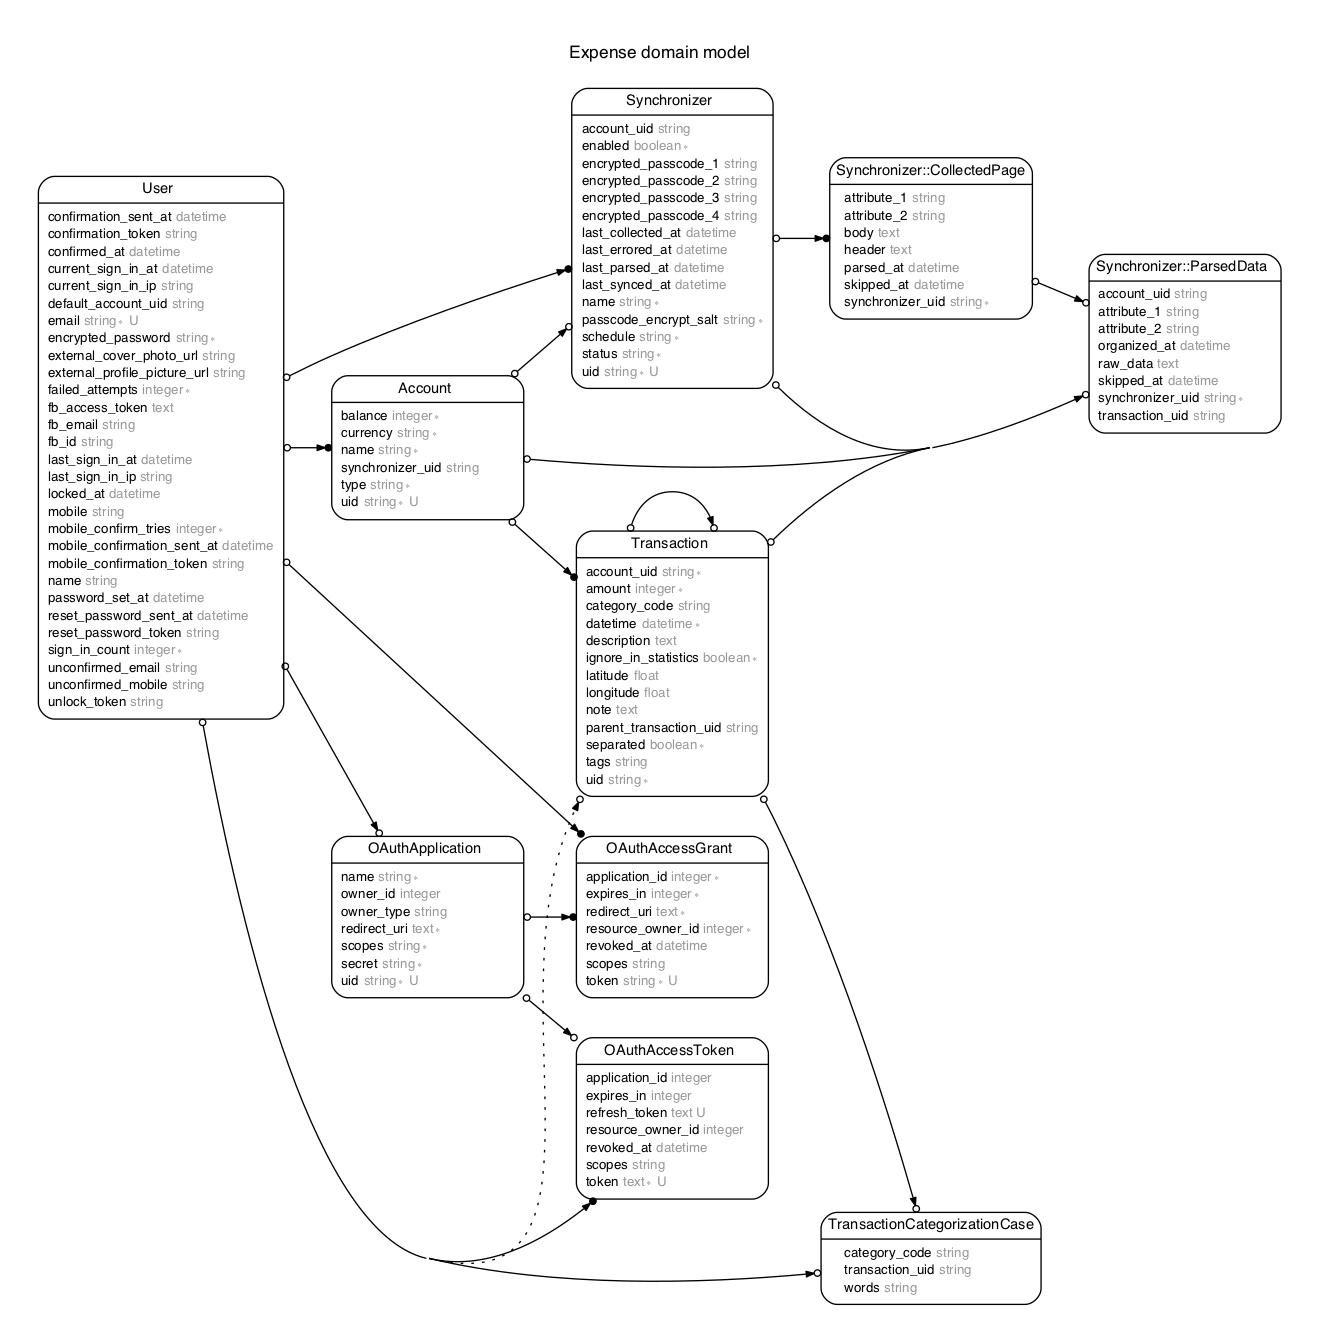 Expense domain model
User
confirmation_sent_at datetime
confirmation_token string
confirmed_at datetime
current_sign_in_at datetime
current_sign_in_ip string
default_account_uid string
email string∗ U
encrypted_password string∗
external_cover_photo_url string
external_profile_picture_url string
failed_attempts integer∗
fb_access_token text
fb_email string
fb_id string
last_sign_in_at datetime
last_sign_in_ip string
locked_at datetime
mobile string
mobile_confirm_tries integer∗
mobile_confirmation_sent_at datetime
mobile_confirmation_token string
name string
password_set_at datetime
reset_password_sent_at datetime
reset_password_token string
sign_in_count integer∗
unconfirmed_email string
unconfirmed_mobile string
unlock_token string
Account
balance integer∗
currency string∗
name string∗
synchronizer_uid string
type string∗
uid string∗ U
Synchronizer
account_uid string
enabled boolean∗
encrypted_passcode_1 string
encrypted_passcode_2 string
encrypted_passcode_3 string
encrypted_passcode_4 string
last_collected_at datetime
last_errored_at datetime
last_parsed_at datetime
last_synced_at datetime
name string∗
passcode_encrypt_salt string∗
schedule string∗
status string∗
uid string∗ U
Synchronizer::CollectedPage
attribute_1 string
attribute_2 string
body text
header text
parsed_at datetime
skipped_at datetime
synchronizer_uid string∗
Synchronizer::ParsedData
account_uid string
attribute_1 string
attribute_2 string
organized_at datetime
raw_data text
skipped_at datetime
synchronizer_uid string∗
transaction_uid string
Transaction
account_uid string∗
amount integer∗
category_code string
datetime datetime∗
description text
ignore_in_statistics boolean∗
latitude float
longitude float
note text
parent_transaction_uid string
separated boolean∗
tags string
uid string∗
OAuthApplication
name string∗
owner_id integer
owner_type string
redirect_uri text∗
scopes string∗
secret string∗
uid string∗ U
OAuthAccessGrant
application_id integer∗
expires_in integer∗
redirect_uri text∗
resource_owner_id integer∗
revoked_at datetime
scopes string
token string∗ U
OAuthAccessToken
application_id integer
expires_in integer
refresh_token text U
resource_owner_id integer
revoked_at datetime
scopes string
token text∗ U
TransactionCategorizationCase
category_code string
transaction_uid string
words string